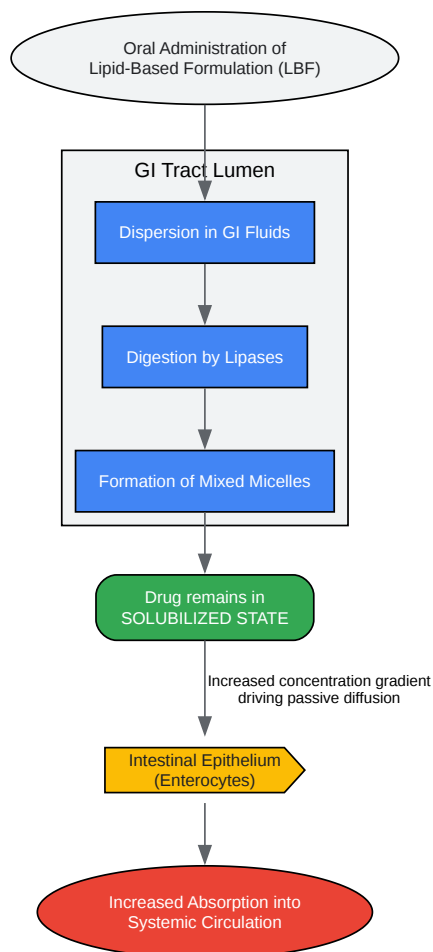 Oral Administration of
Lipid-Based Formulation (LBF)
GI Tract Lumen
Dispersion in GI Fluids
Digestion by Lipases
Formation of Mixed Micelles
Drug remains in
SOLUBILIZED STATE
Increased concentration gradient
driving passive diffusion
Intestinal Epithelium
(Enterocytes)
Increased Absorption into
Systemic Circulation